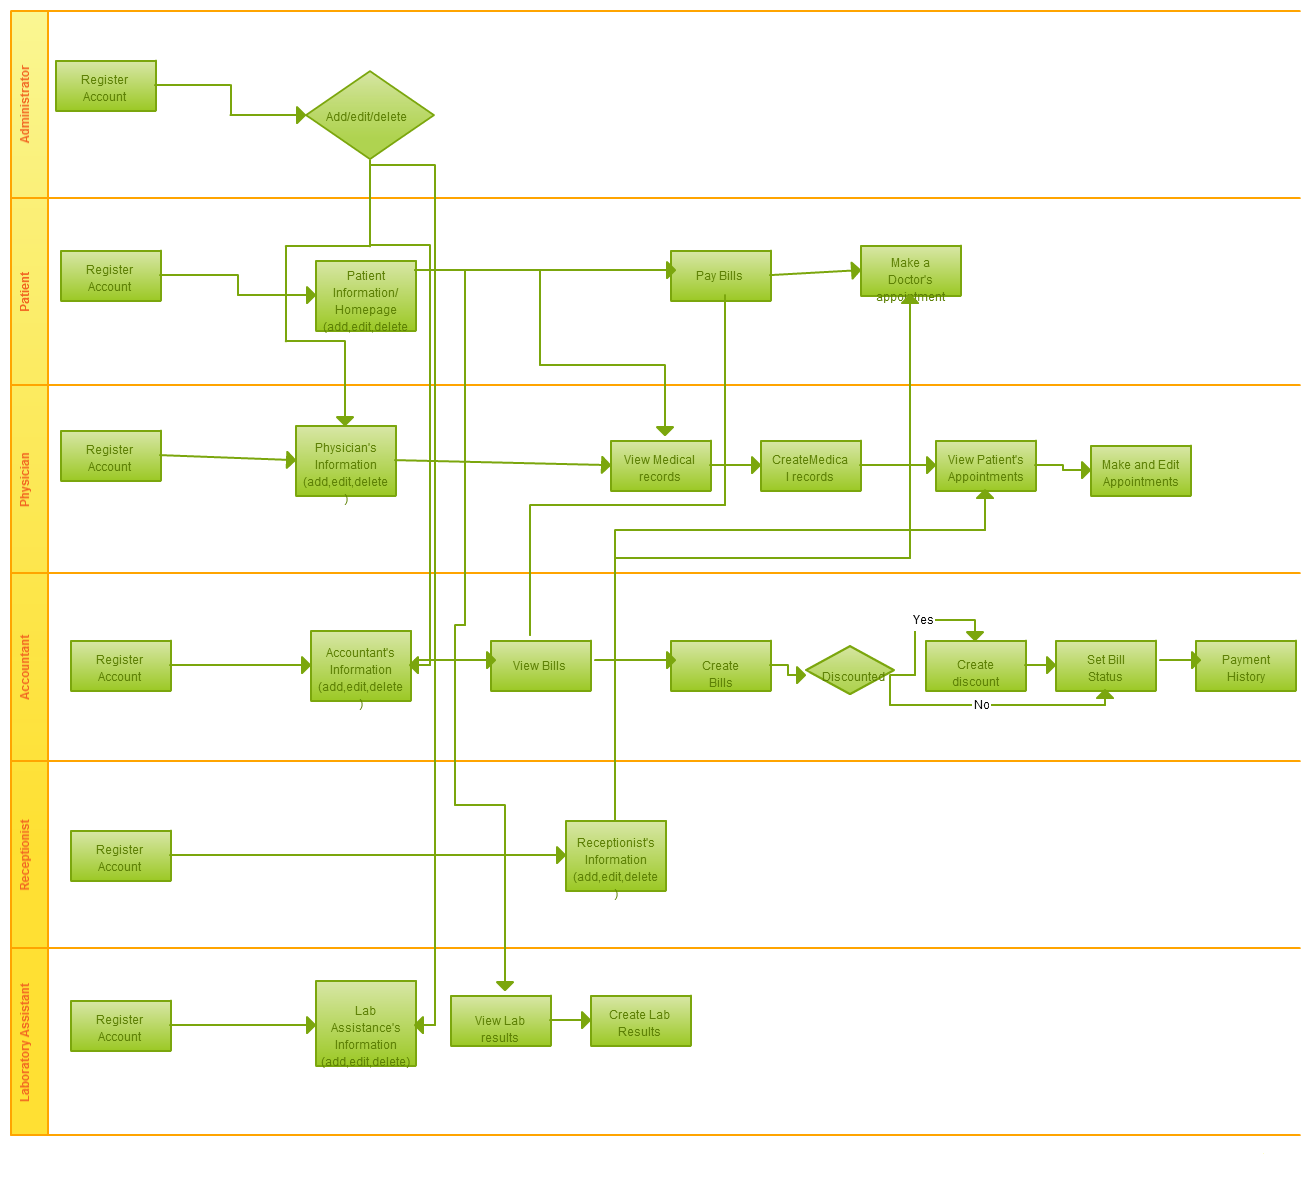 Administrator
Register
Account
Add/edit/delete
Patient
Register
Account
Patient
Information/
Homepage
(add,edit,delete
Pay Bills
Make a
Doctor's
appointment
Physician
Register
Account
Physician's
Information
(add,edit,delete
)
View Medical
records
CreateMedica
l records
View Patient's
Appointments
Make and Edit
Appointments
Accountant
Register
Account
Accountant's
Information
(add,edit,delete
)
View Bills
Create
Bills
Discounted
Yes
No
Create
discount
Set Bill
Status
Payment
History
Receptionist
Register
Account
Receptionist's
Information
(add,edit,delete
)
Laboratory Assistant
Register
Account
Lab
Assistance's
Information
(add,edit,delete)
View Lab
results
Create Lab
Results